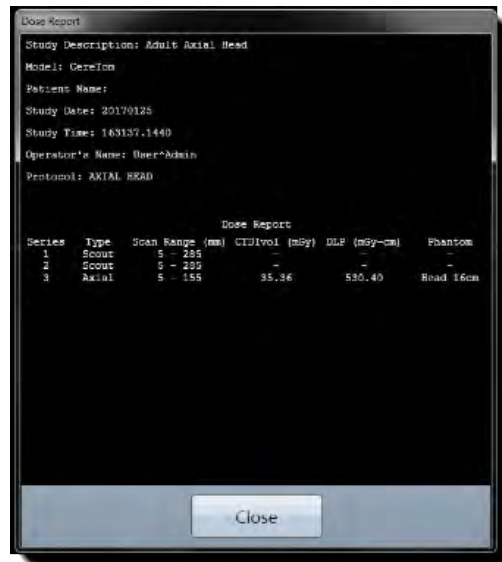 Dose Report
Study Description: Adult Axial Head
Model: CereTom
Patient Name:
Study Date: 20170125
Study Time: 163137.1440
Operator's Name: User^Admin
Protocol: AXIAL HEAD
Dose Report
Series Type Scan Range (mm) CTDIvol (mGy) DLP (mGy-cm) Phantom
1 Scout 5 - 285 - - -
2 Scout 5 - 285 - - -
3 Axial 5 - 155 35.36 530.40 Head 16cm
Close